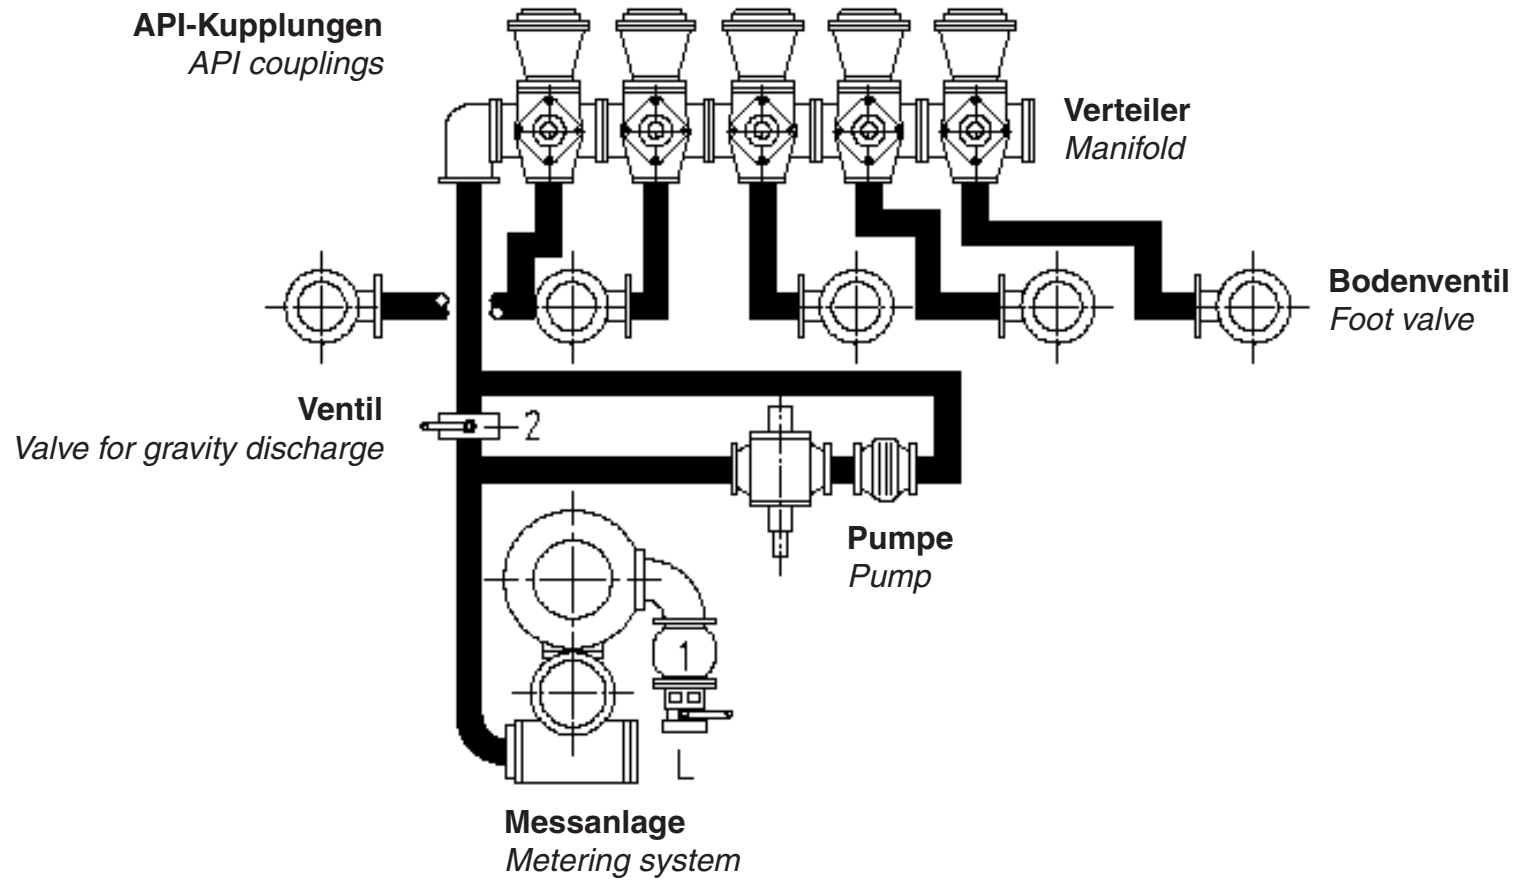 API-Kupplungen
API couplings
Verteiler
Manifold
Bodenventil
Foot valve
Ventil
Valve for gravity discharge
2
Pumpe
Pump
1
L
Messanlage
Metering system